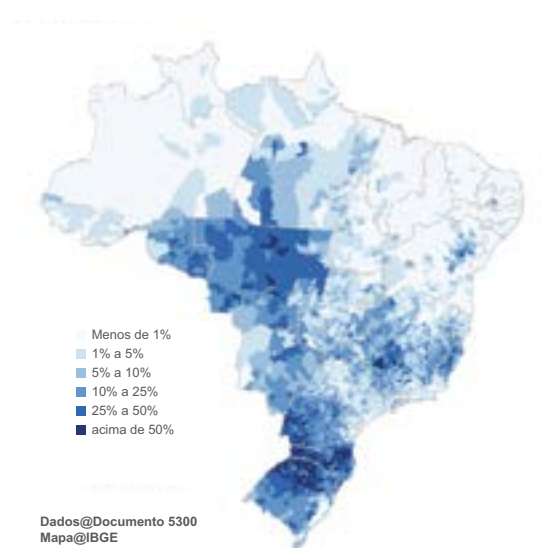 Menos de 1%
1% a 5%
5% a 10%
10% a 25%
25% a 50%
acima de 50%
Dados@Documento 5300
Mapa@IBGE